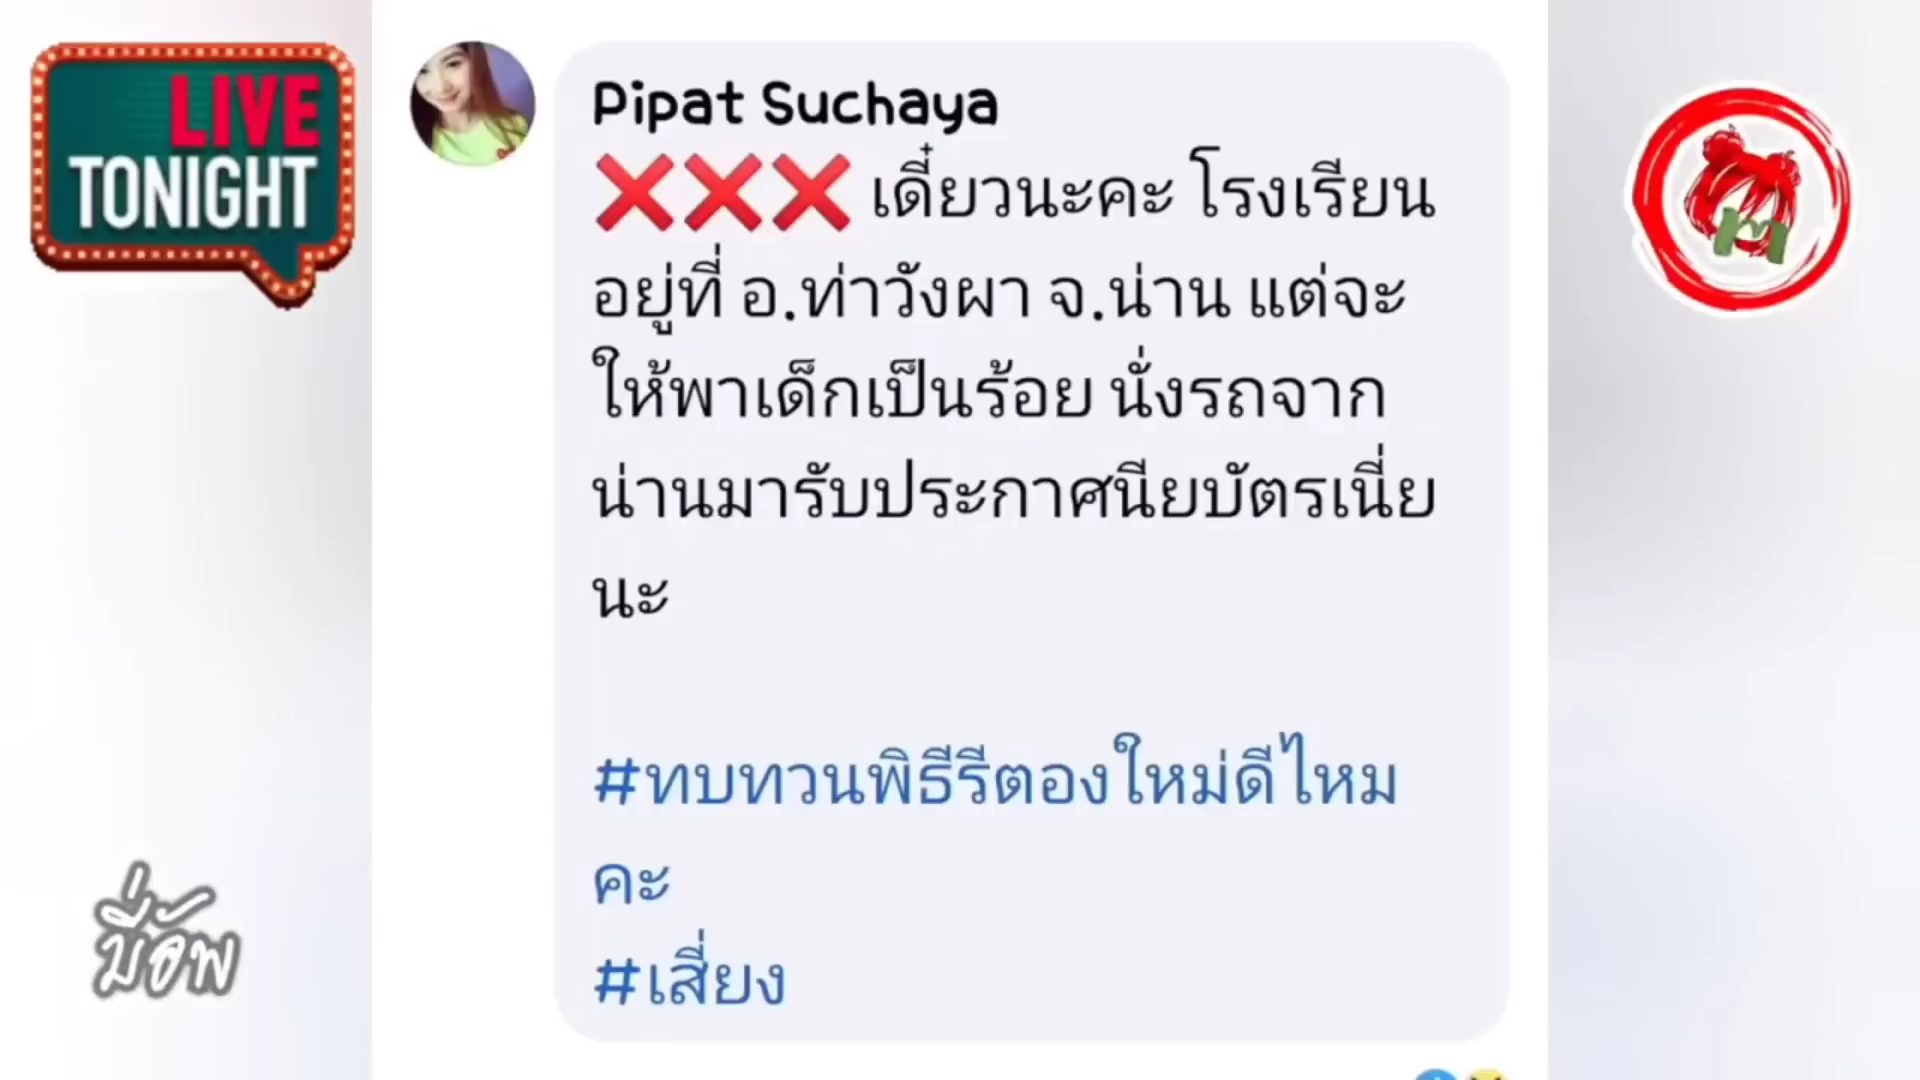 LIVE
TONIGHT
Pipat Suchaya
❌❌❌ เดี๋ยวนะคะ โรงเรียน
อยู่ที่ อ.ท่าวังผา จ.น่าน แต่จะ
ให้พาเด็กเป็นร้อย นั่งรถจาก
น่านมารับประกาศนียบัตรเนี่ย
นะ
#ทบทวนพิธีรีตองใหม่ดีไหม
คะ
#เสี่ยง
M
บี่อัพ